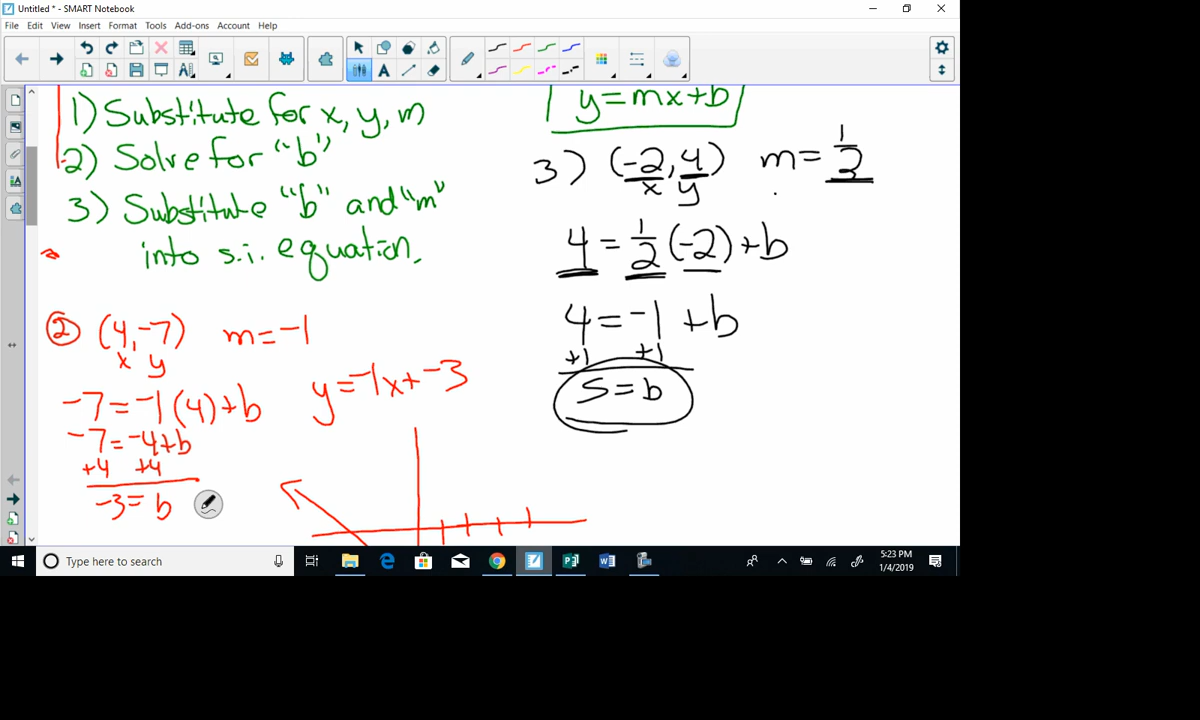 Untitled * - SMART Notebook
File Edit View Insert Format Tools Add-ons Account Help
1) Substitute for x, y, m
2) Solve for "b"
3) Substitute "b" and "m"
into s.i. equation.
② (4, -7) m = -1
x y
-7 = -1(4)+b
-7 = -4+b
+4 +4
-3 = b
y = -1x + -3
y=mx+b
3) (-2, 4) m = 1/2
x y
4 = 1/2 (-2) + b
4 = -1 + b
+1 +1
5 = b
Type here to search
5:23 PM
1/4/2019